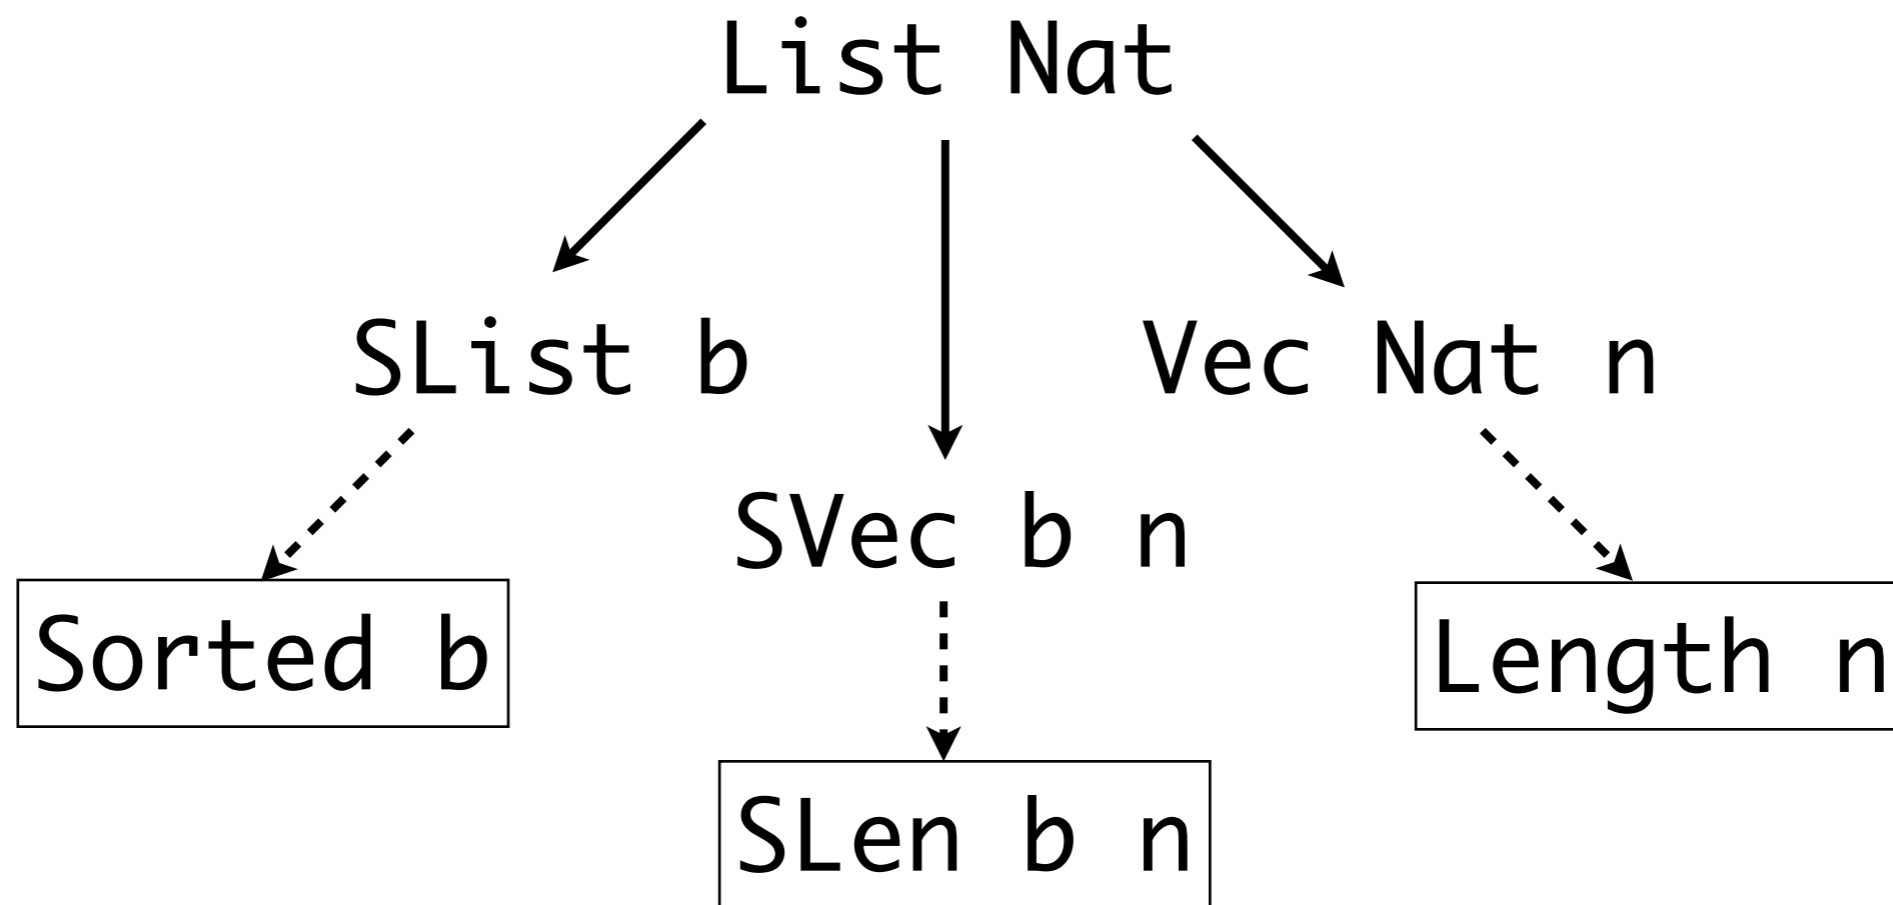 List Nat
SList b
Vec Nat n
SVec b n
Sorted b
Length n
SLen b n